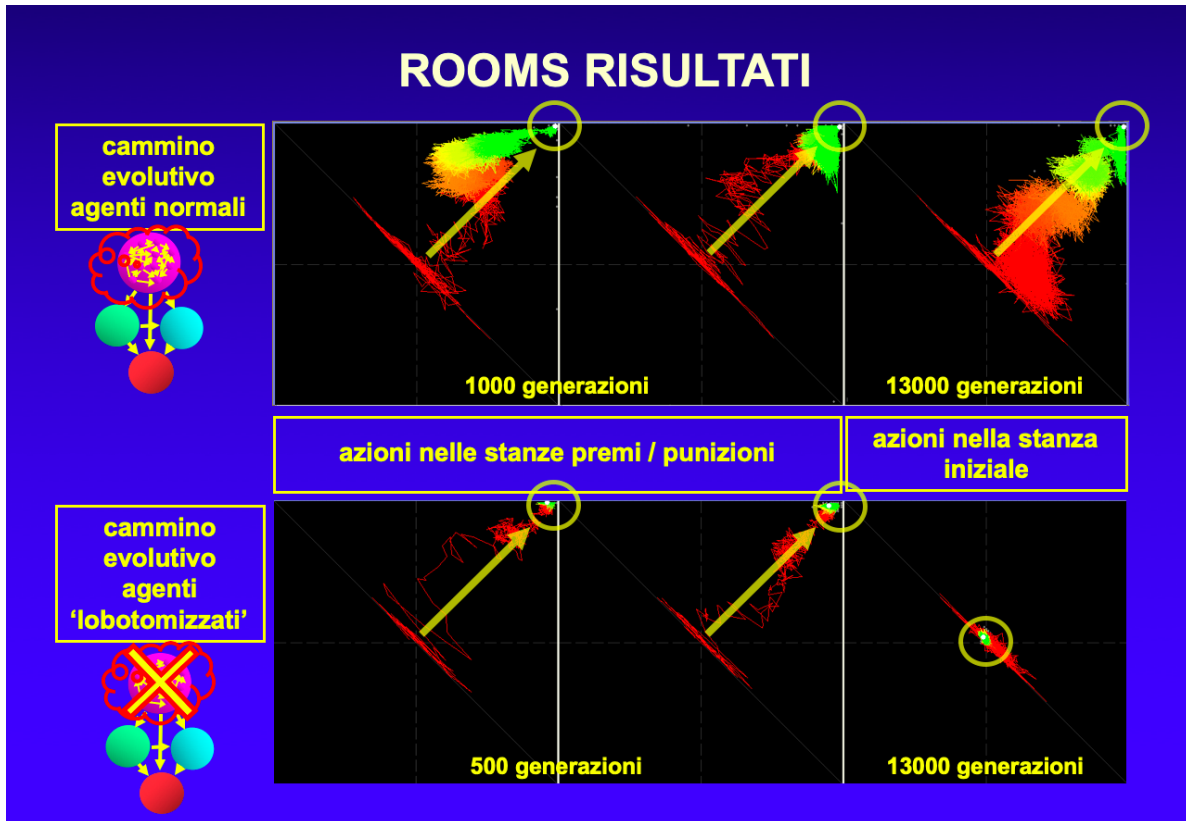 ROOMS RISULTATI
cammino
evolutivo
agenti normali
1000 generazioni
13000 generazioni
azioni nelle stanze premi / punizioni
azioni nella stanza
iniziale
cammino
evolutivo
agenti
‘lobotomizzati’
500 generazioni
13000 generazioni